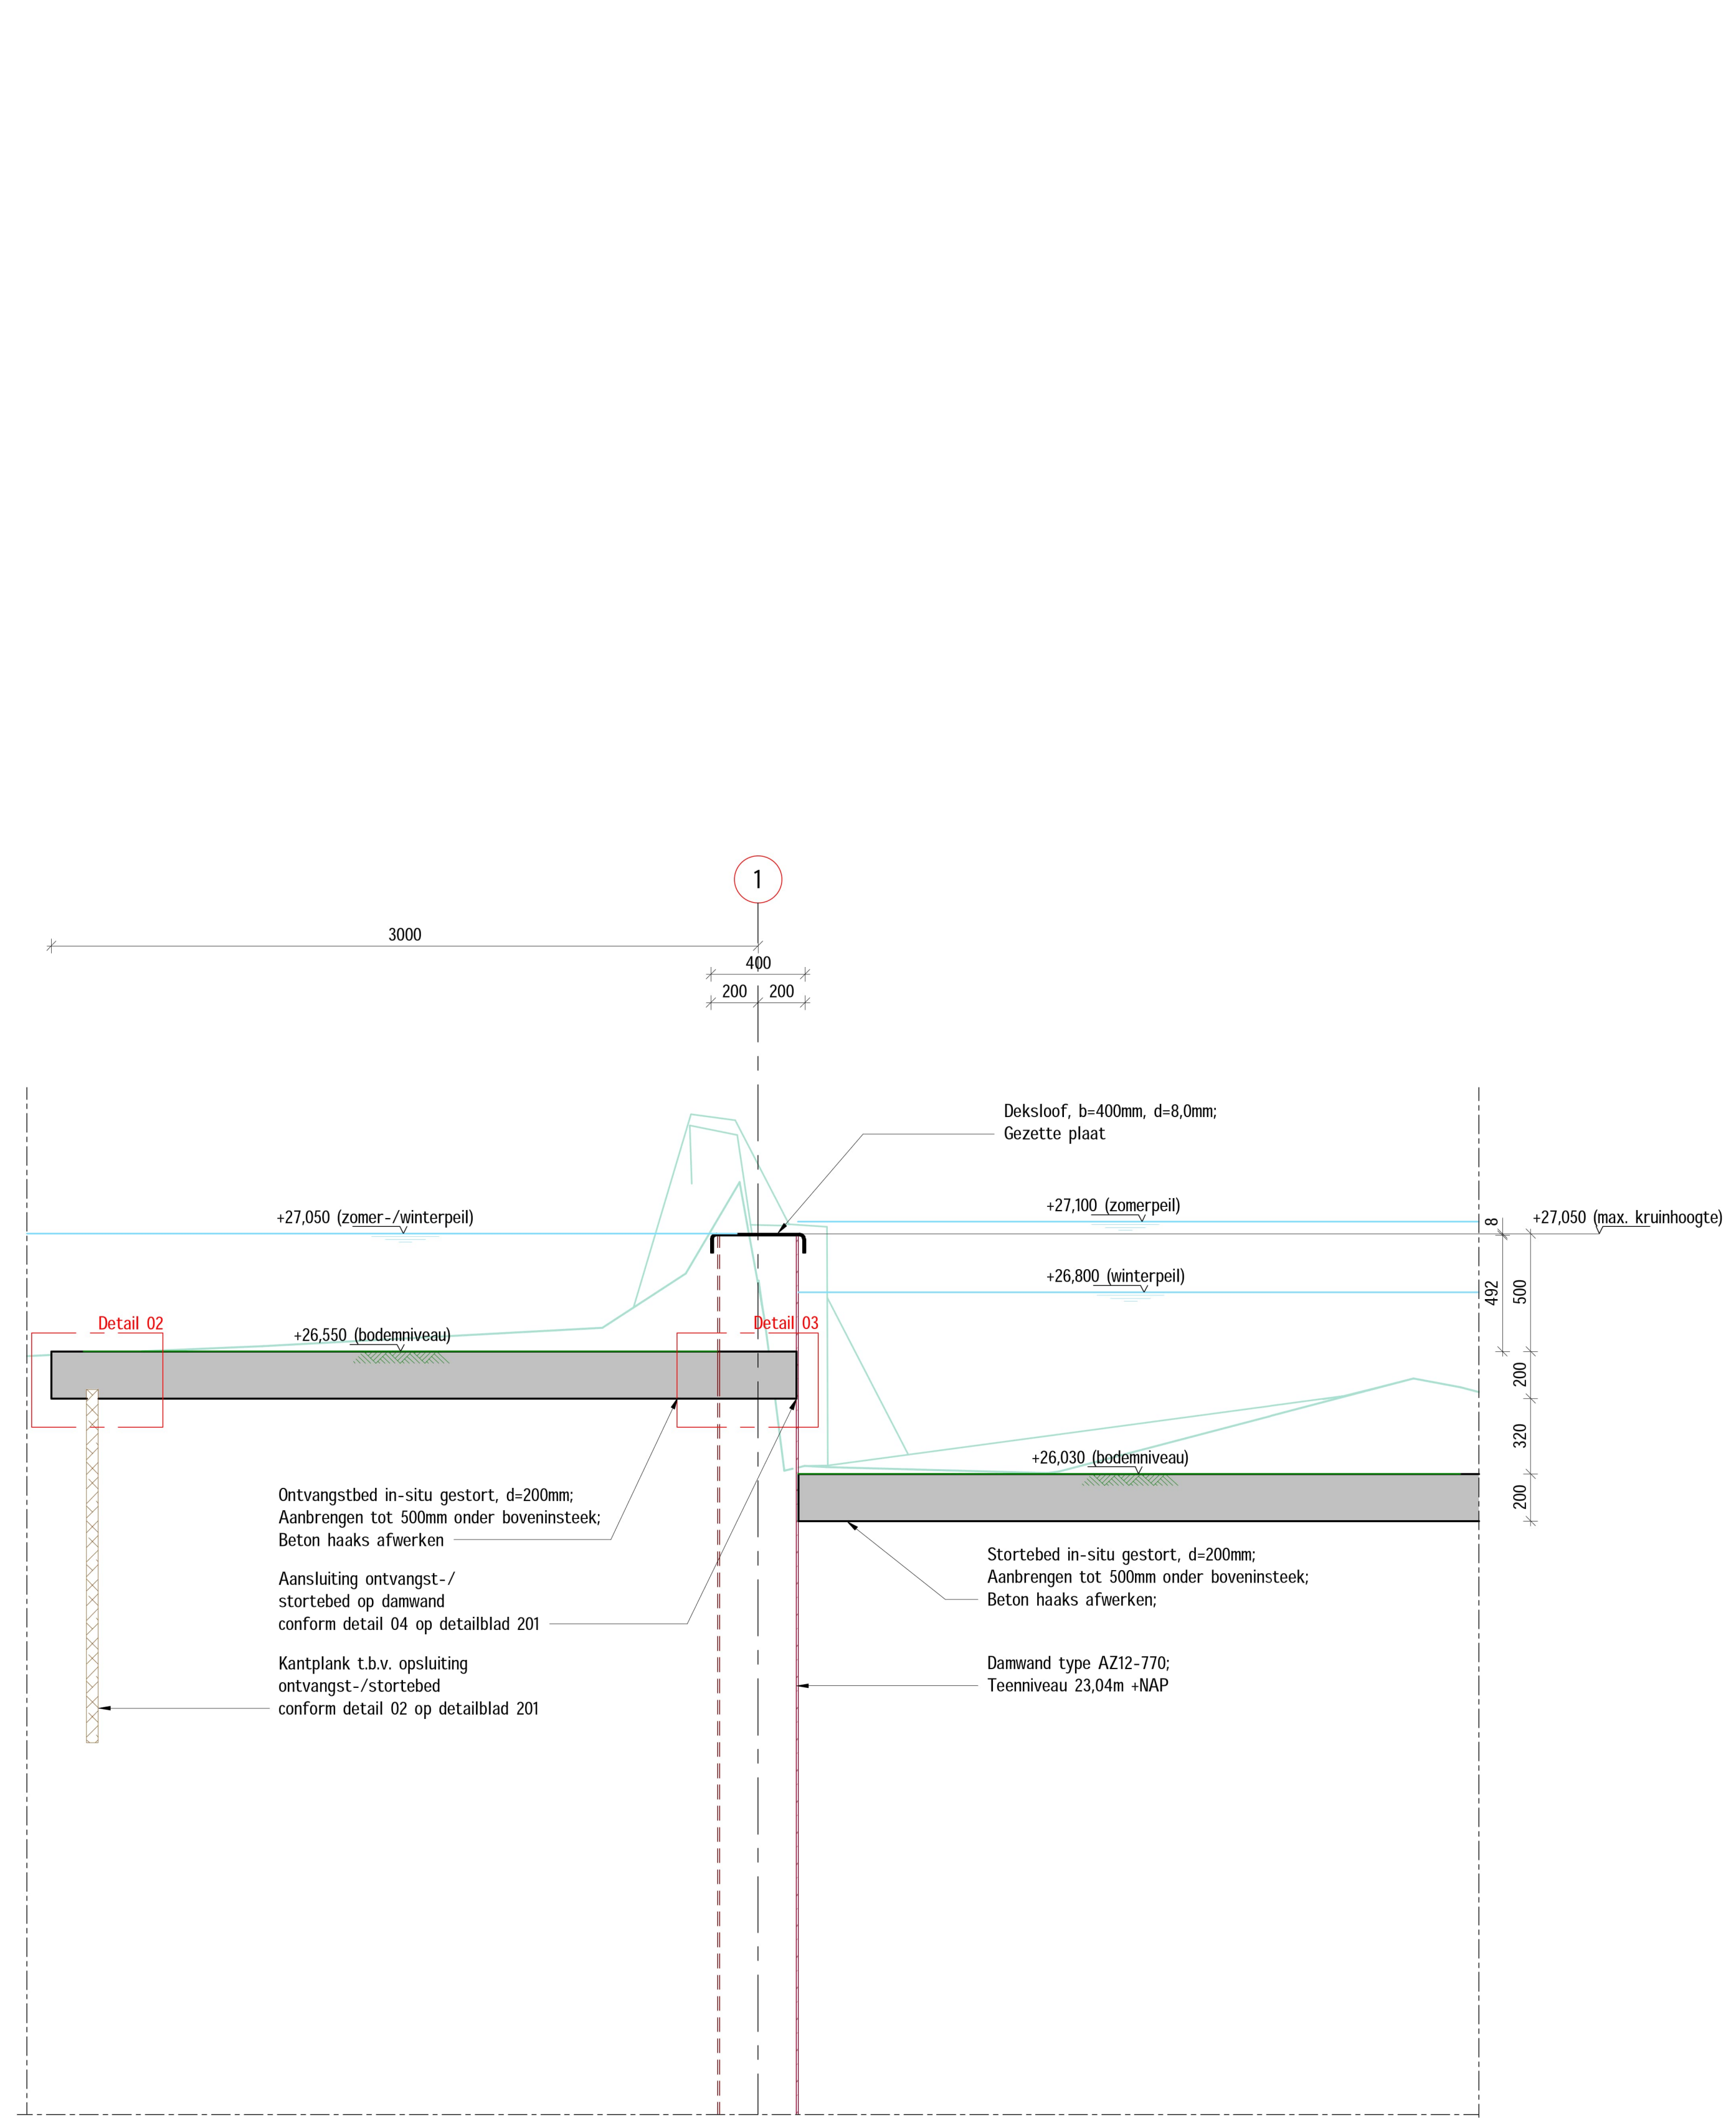 1
3000
400
200 200
Deksloof, b=400mm, d=8,0mm;
Gezette plaat
+27,050 (zomer-/winterpeil)
+27,100 (zomerpeil)
8
+27,050 (max. kruinhoogte)
+26,800 (winterpeil)
492
500
Detail 02
Detail 03
+26,550 (bodemniveau)
200
320
+26,030 (bodemniveau)
200
Ontvangstbed in-situ gestort, d=200mm;
Aanbrengen tot 500mm onder boveninsteek;
Beton haaks afwerken
Stortebed in-situ gestort, d=200mm;
Aanbrengen tot 500mm onder boveninsteek;
Beton haaks afwerken;
Aansluiting ontvangst-/
stortebed op damwand
conform detail 04 op detailblad 201
Kantplank t.b.v. opsluiting
ontvangst-/stortebed
conform detail 02 op detailblad 201
Damwand type AZ12-770;
Teenniveau 23,04m +NAP